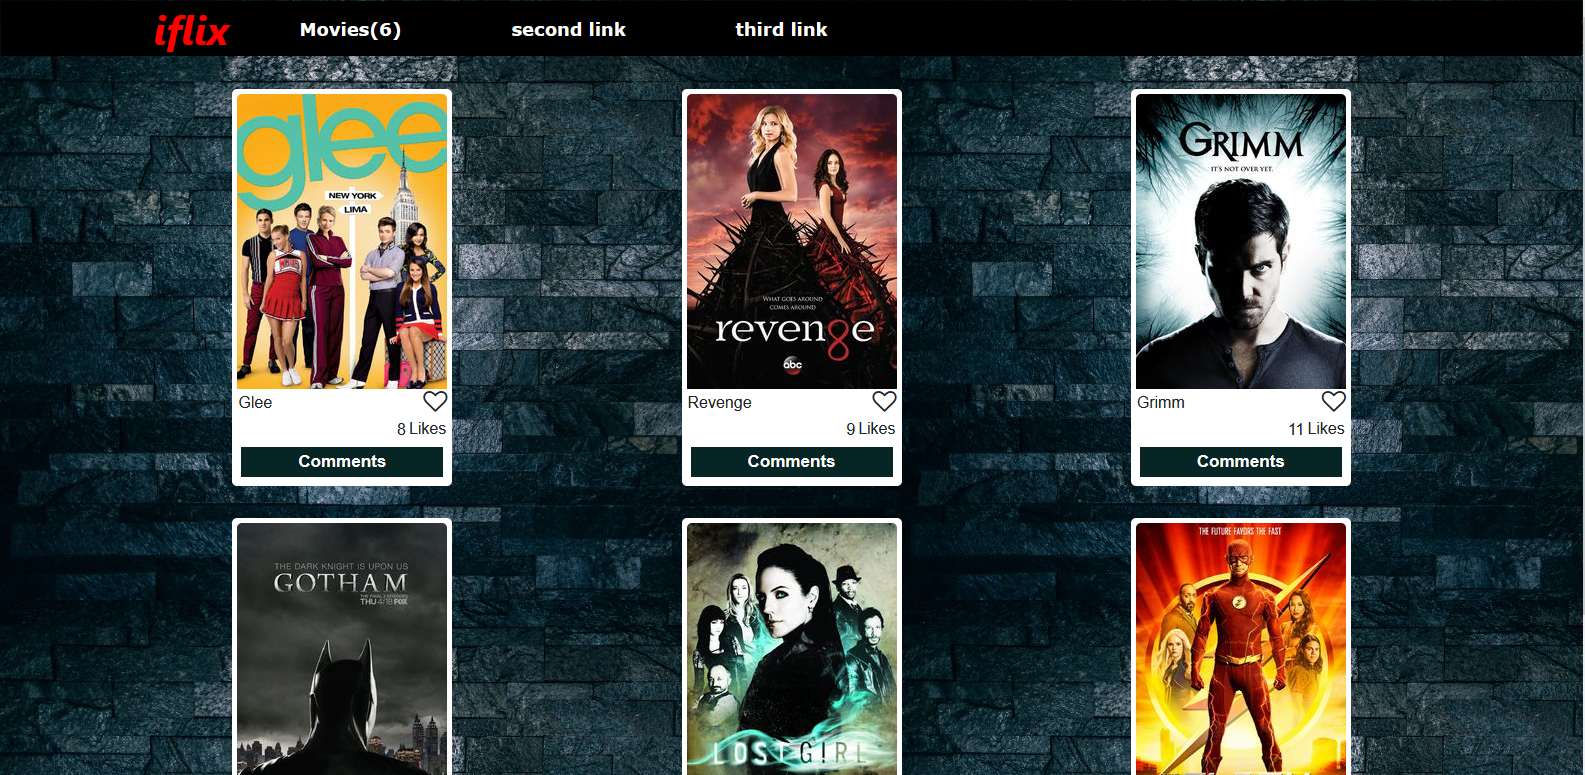 iflix
Movies(6)
second link
third link
glee
NEW YORK
LIMA
Glee
8 Likes
Comments
WHAT GOES AROUND
COMES AROUND
revenge
abc
Revenge
9 Likes
Comments
GRIMM
IT'S NOT OVER YET.
Grimm
11 Likes
Comments
THE DARK KNIGHT IS UPON US
GOTHAM
THE FINAL 2 EPISODES
THU 4/18 FOX
LOST GIRL
THE FUTURE FAVORS THE FAST